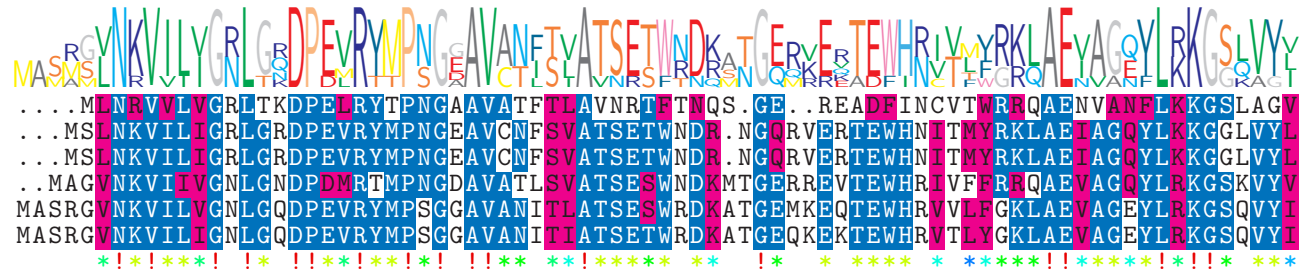 ....MLNRVVLVGRLTKDPELRYTPNGAAVATFTLAVNRTFTNQS.GE..READFINCVTWRRQAENVANFLKKGSLAGV
...MSLNKVILIGRLGRDPEVRYMPNGEAVCNFSVATSETWNDR.NGQRVERTEWHNITMYRKLAEIAGQYLKKGGLVYL
...MSLNKVILIGRLGRDPEVRYMPNGEAVCNFSVATSETWNDR.NGQRVERTEWHNITMYRKLAEIAGQYLKKGGLVYL
..MAGVNKVIIVGNLGNDPDMRTMPNGDAVATLSVATSESWNDKMTGERREVTEWHRIVFFRRQAEVAGQYLRKGSKVYV
MASRGVNKVILVGNLGQDPEVRYMPSGGAVANITLATSESWRDKATGEMKEQTEWHRVVLFGKLAEVAGEYLRKGSQVYI
MASRGVNKVILIGNLGQDPEVRYMPSGGAVANITIATSETWRDKATGEQKEKTEWHRVTLYGKLAEVAGEYLRKGSQVYI